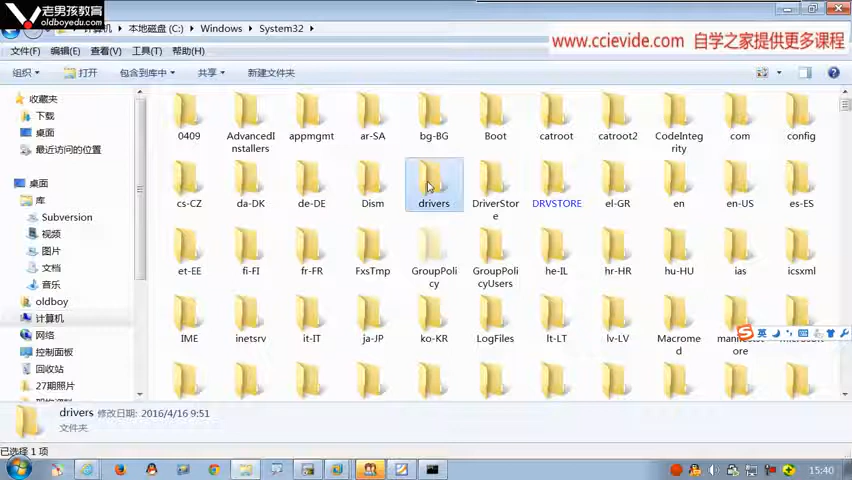 老男孩教育
oldboyedu.com
计算机 ▸ 本地磁盘 (C:) ▸ Windows ▸ System32 ▸
文件(F) 编辑(E) 查看(V) 工具(T) 帮助(H)
www.ccievide.com 自学之家提供更多课程
组织 打开 包含到库中 共享 新建文件夹
收藏夹
下载
桌面
最近访问的位置
桌面
库
Subversion
视频
图片
文档
音乐
oldboy
计算机
网络
控制面板
回收站
27期照片
0409 AdvancedInstallers appmgmt ar-SA bg-BG Boot catroot catroot2 CodeIntegrity com config
cs-CZ da-DK de-DE Dism drivers DriverStore DRVSTORE el-GR en en-US es-ES
et-EE fi-FI fr-FR FxsTmp GroupPolicy GroupPolicyUsers he-IL hr-HR hu-HU ias icsxml
IME inetsrv it-IT ja-JP ko-KR LogFiles lt-LT lv-LV Macromed
英
drivers 修改日期: 2016/4/16 9:51
文件夹
已选择 1 项
15:40